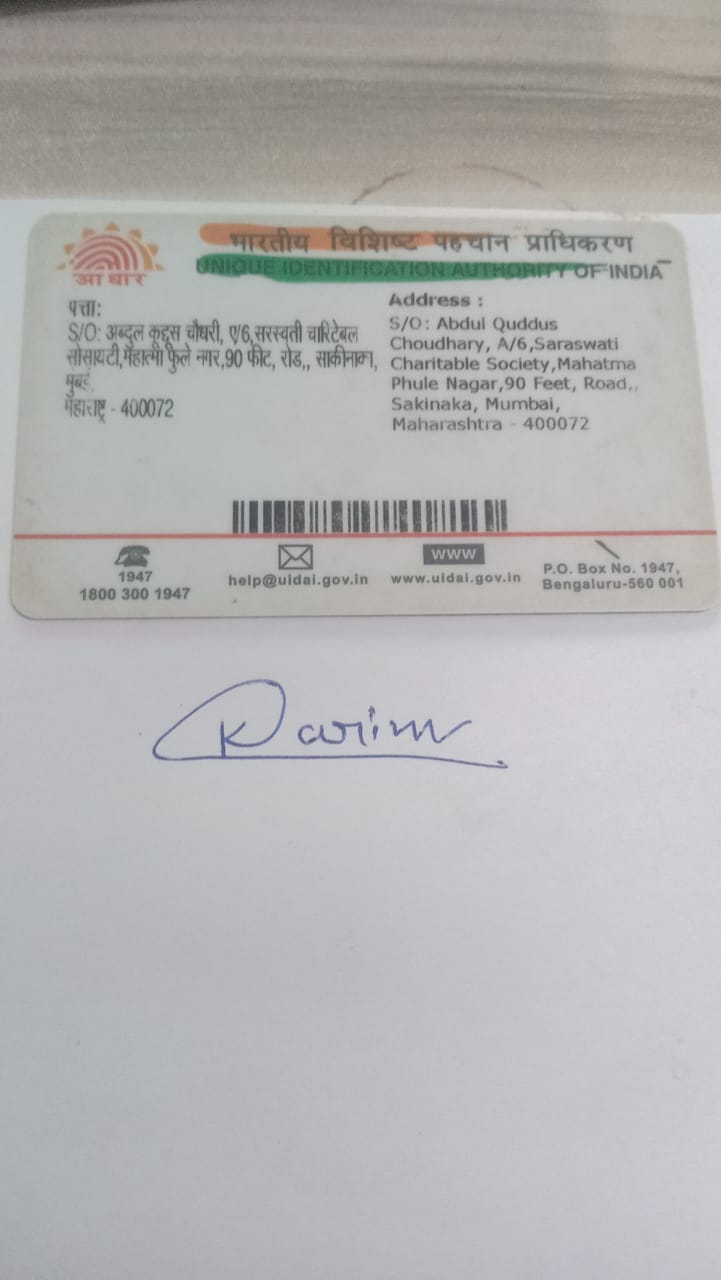 भारतीय विशिष्ट पहचान प्राधिकरण
UNIQUE IDENTIFICATION AUTHORITY OF INDIA
आधार
पत्ता:
S/O: अब्दुल कूद्दूस चौधरी, ए/6,सरस्वती चारिटेबल
सोसायटी,महात्मा फुले नगर,90 फीट, रोड,, साकीनाका,
मुंबई,
महाराष्ट्र - 400072
Address :
S/O: Abdul Quddus
Choudhary, A/6,Saraswati
Charitable Society,Mahatma
Phule Nagar,90 Feet, Road,,
Sakinaka, Mumbai,
Maharashtra - 400072
1947
1800 300 1947
help@uidai.gov.in
www
www.uidai.gov.in
P.O. Box No. 1947,
Bengaluru-560 001
Karim